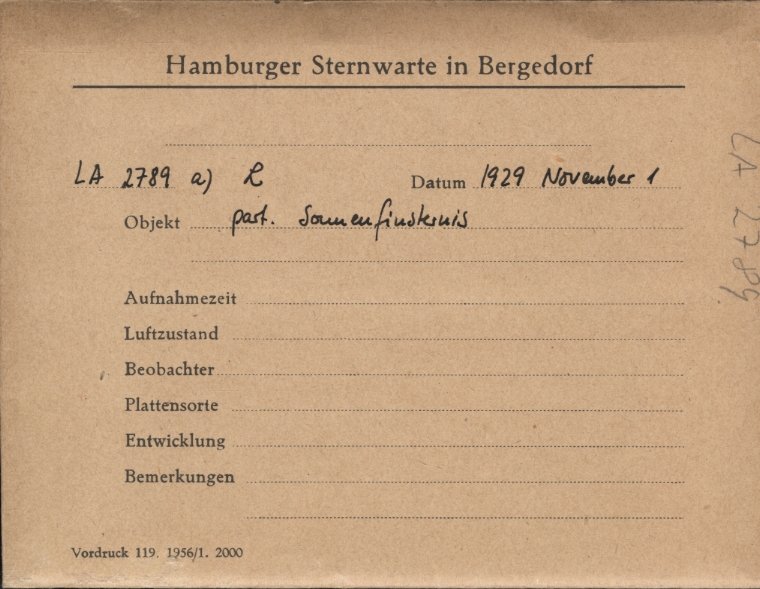 Hamburger Sternwarte in Bergedorf
LA 2789 a) R Datum 1929 November 1
Objekt part. Sonnenfinsternis
Aufnahmezeit
Luftzustand
Beobachter
Plattensorte
Entwicklung
Bemerkungen
Vordruck 119. 1956/1. 2000
LA 2789